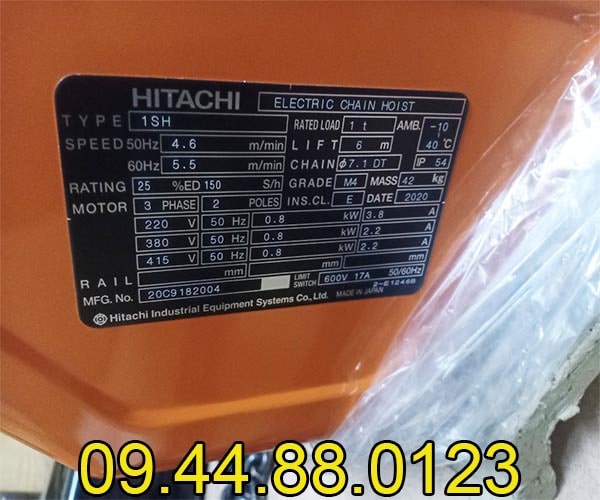 HITACHI ELECTRIC CHAIN HOIST
TYPE 1SH RATED LOAD 1 t AMB. -10
SPEED 50Hz 4.6 m/min LIFT 6 m 40 °C
60Hz 5.5 m/min CHAIN φ7.1 DT IP 54
RATING 25 %ED 150 S/h GRADE M4 MASS 42 kg
MOTOR 3 PHASE 2 POLES INS.CL. E DATE 2020
220 V 50 Hz 0.8 kW 3.8 A
380 V 50 Hz 0.8 kW 2.2 A
415 V 50 Hz 0.8 kW 2.2 A
RAIL mm mm mm
MFG. No. 20C9182004 LIMIT SWITCH 600V 17A 50/60Hz
2-E1246B
Hitachi Industrial Equipment Systems Co., Ltd. MADE IN JAPAN
09.44.88.0123